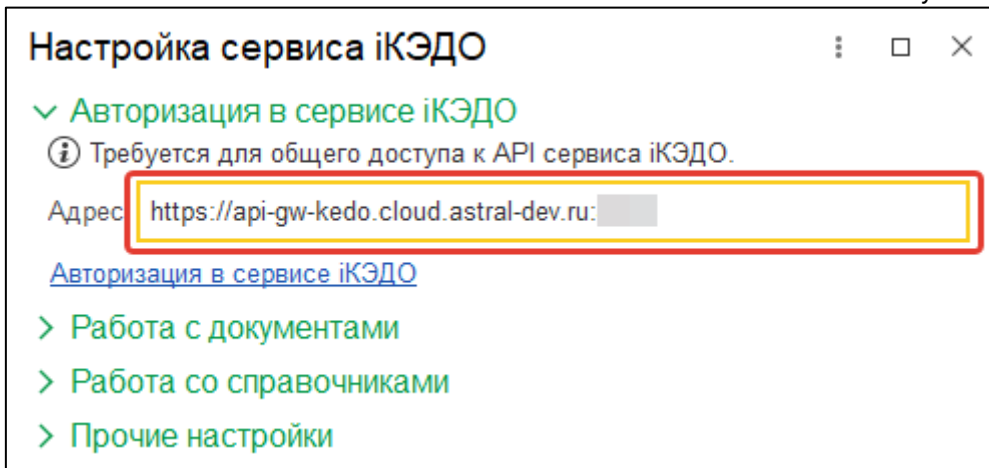 Настройка сервиса iКЭДО
Авторизация в сервисе iКЭДО
Требуется для общего доступа к API сервиса iКЭДО.
Адрес https://api-gw-kedo.cloud.astral-dev.ru:
Авторизация в сервисе iКЭДО
Работа с документами
Работа со справочниками
Прочие настройки